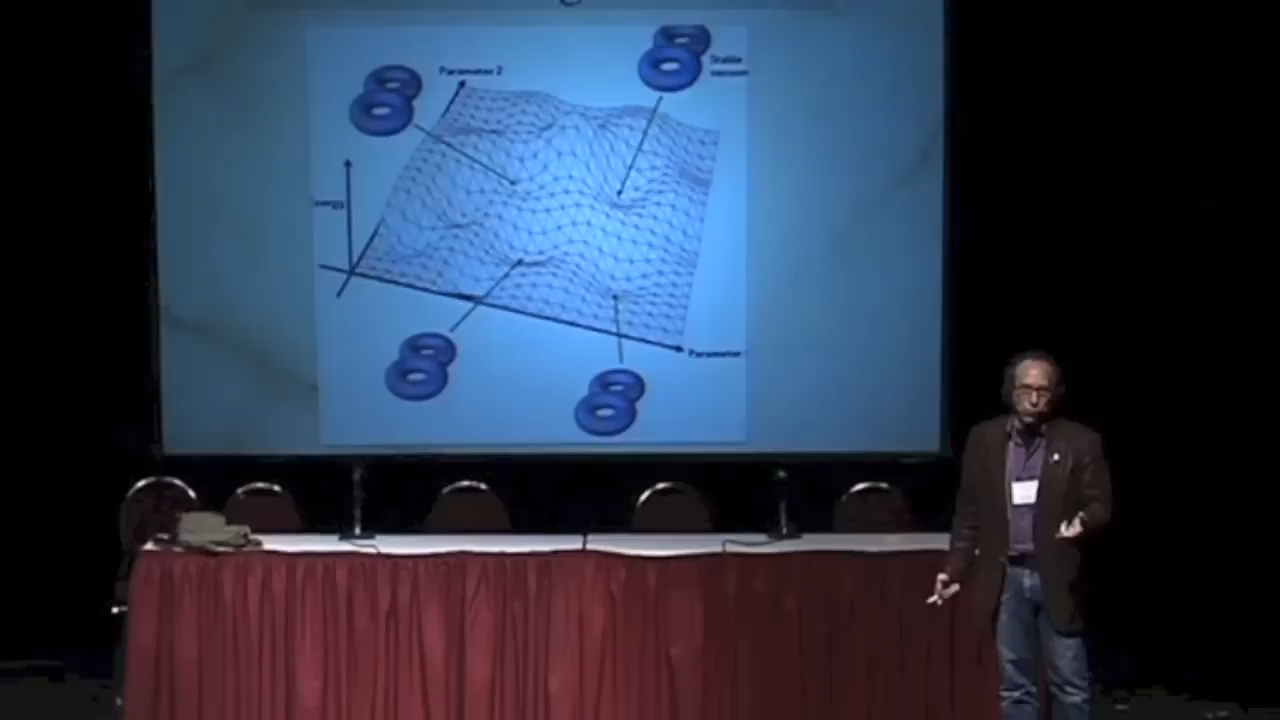 Parameter 2
Stable
vacuum
Energy
Parameter